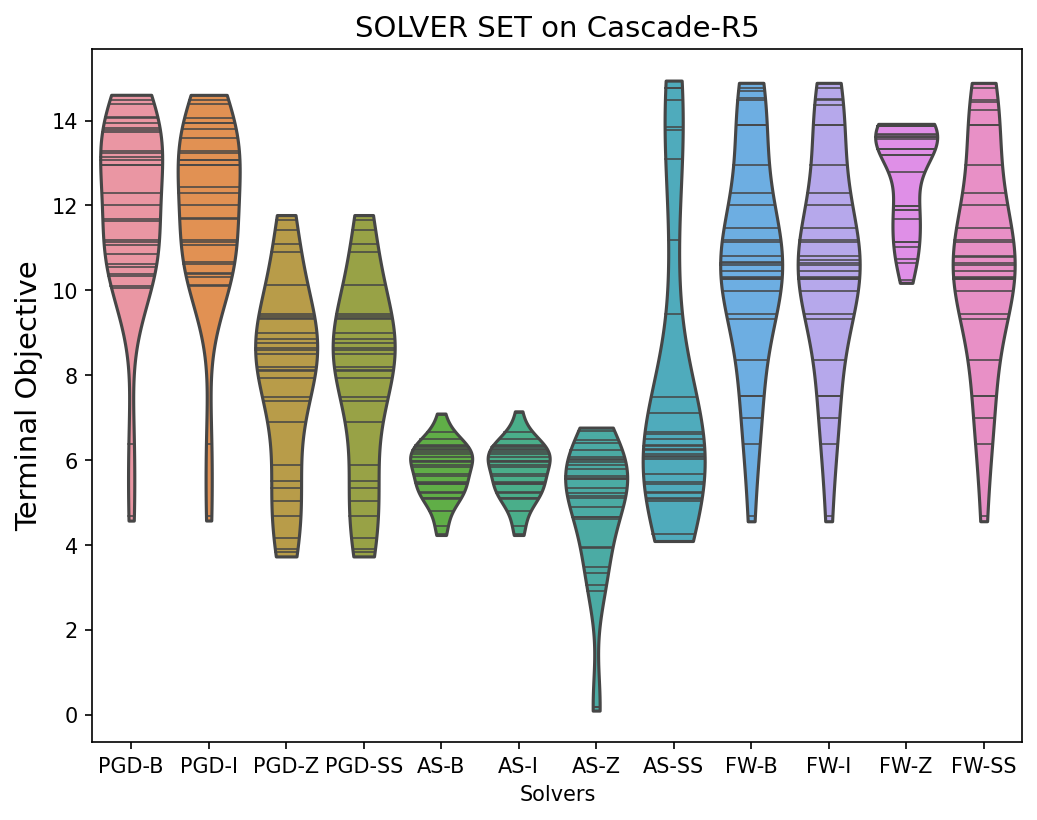 SOLVER SET on Cascade-R5
Terminal Objective
14
12
10
8
6
4
2
0
PGD-B PGD-I PGD-Z PGD-SS AS-B AS-I AS-Z AS-SS FW-B FW-I FW-Z FW-SS
Solvers